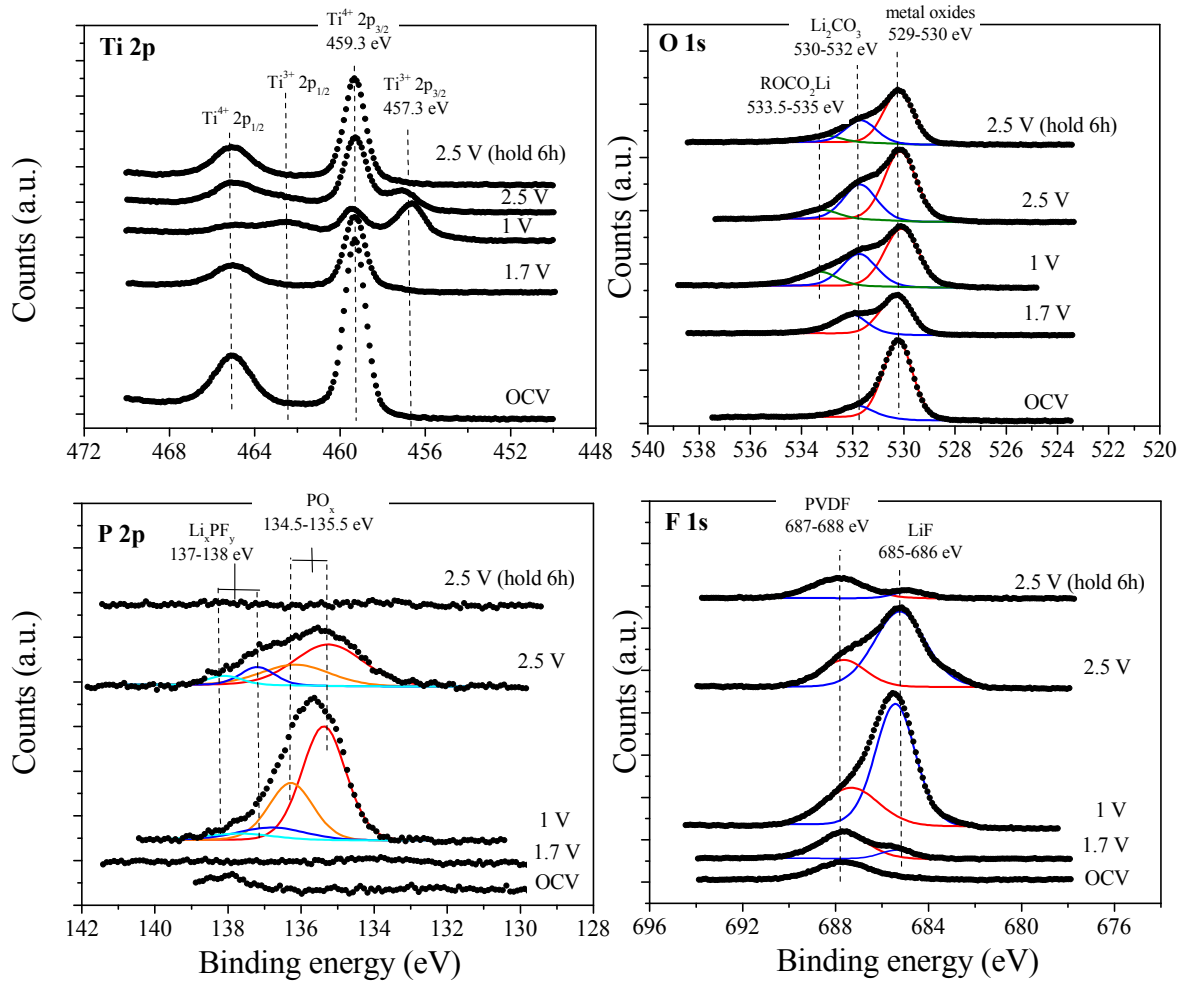 Ti 2p
Ti⁴⁺ 2p₃/₂
459.3 eV
Ti³⁺ 2p₁/₂
Ti³⁺ 2p₃/₂
457.3 eV
Ti⁴⁺ 2p₁/₂
2.5 V (hold 6h)
2.5 V
1 V
1.7 V
OCV
Counts (a.u.)
472 468 464 460 456 452 448
O 1s
Li₂CO₃
530-532 eV
metal oxides
529-530 eV
ROCO₂Li
533.5-535 eV
2.5 V (hold 6h)
2.5 V
1 V
1.7 V
OCV
Counts (a.u.)
540 538 536 534 532 530 528 526 524 522 520
P 2p
POₓ
134.5-135.5 eV
LiₓPFᵧ
137-138 eV
2.5 V (hold 6h)
2.5 V
1 V
1.7 V
OCV
Counts (a.u.)
142 140 138 136 134 132 130 128
Binding energy (eV)
F 1s
PVDF
687-688 eV
LiF
685-686 eV
2.5 V (hold 6h)
2.5 V
1 V
1.7 V
OCV
Counts (a.u.)
696 692 688 684 680 676
Binding energy (eV)